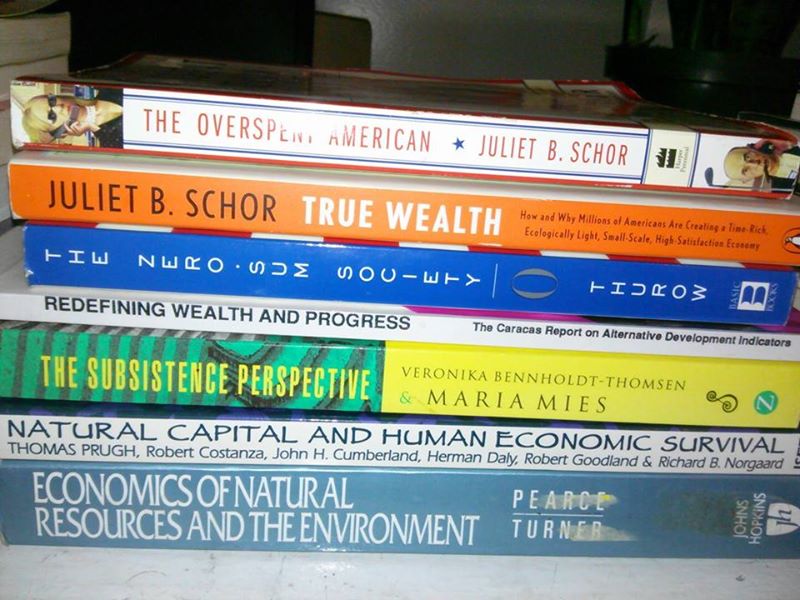 THE OVERSPENT AMERICAN ★ JULIET B. SCHOR
Harper Perennial
JULIET B. SCHOR TRUE WEALTH
How and Why Millions of Americans Are Creating a Time-Rich,
Ecologically Light, Small-Scale, High-Satisfaction Economy
THE ZERO·SUM SOCIETY THUROW
BASIC BOOKS
REDEFINING WEALTH AND PROGRESS The Caracas Report on Alternative Development Indicators
THE SUBSISTENCE PERSPECTIVE
VERONIKA BENNHOLDT-THOMSEN
& MARIA MIES
Z
NATURAL CAPITAL AND HUMAN ECONOMIC SURVIVAL
THOMAS PRUGH, Robert Costanza, John H. Cumberland, Herman Daly, Robert Goodland & Richard B. Norgaard
ECONOMICS OF NATURAL
RESOURCES AND THE ENVIRONMENT
PEARCE
TURNER
JOHNS
HOPKINS